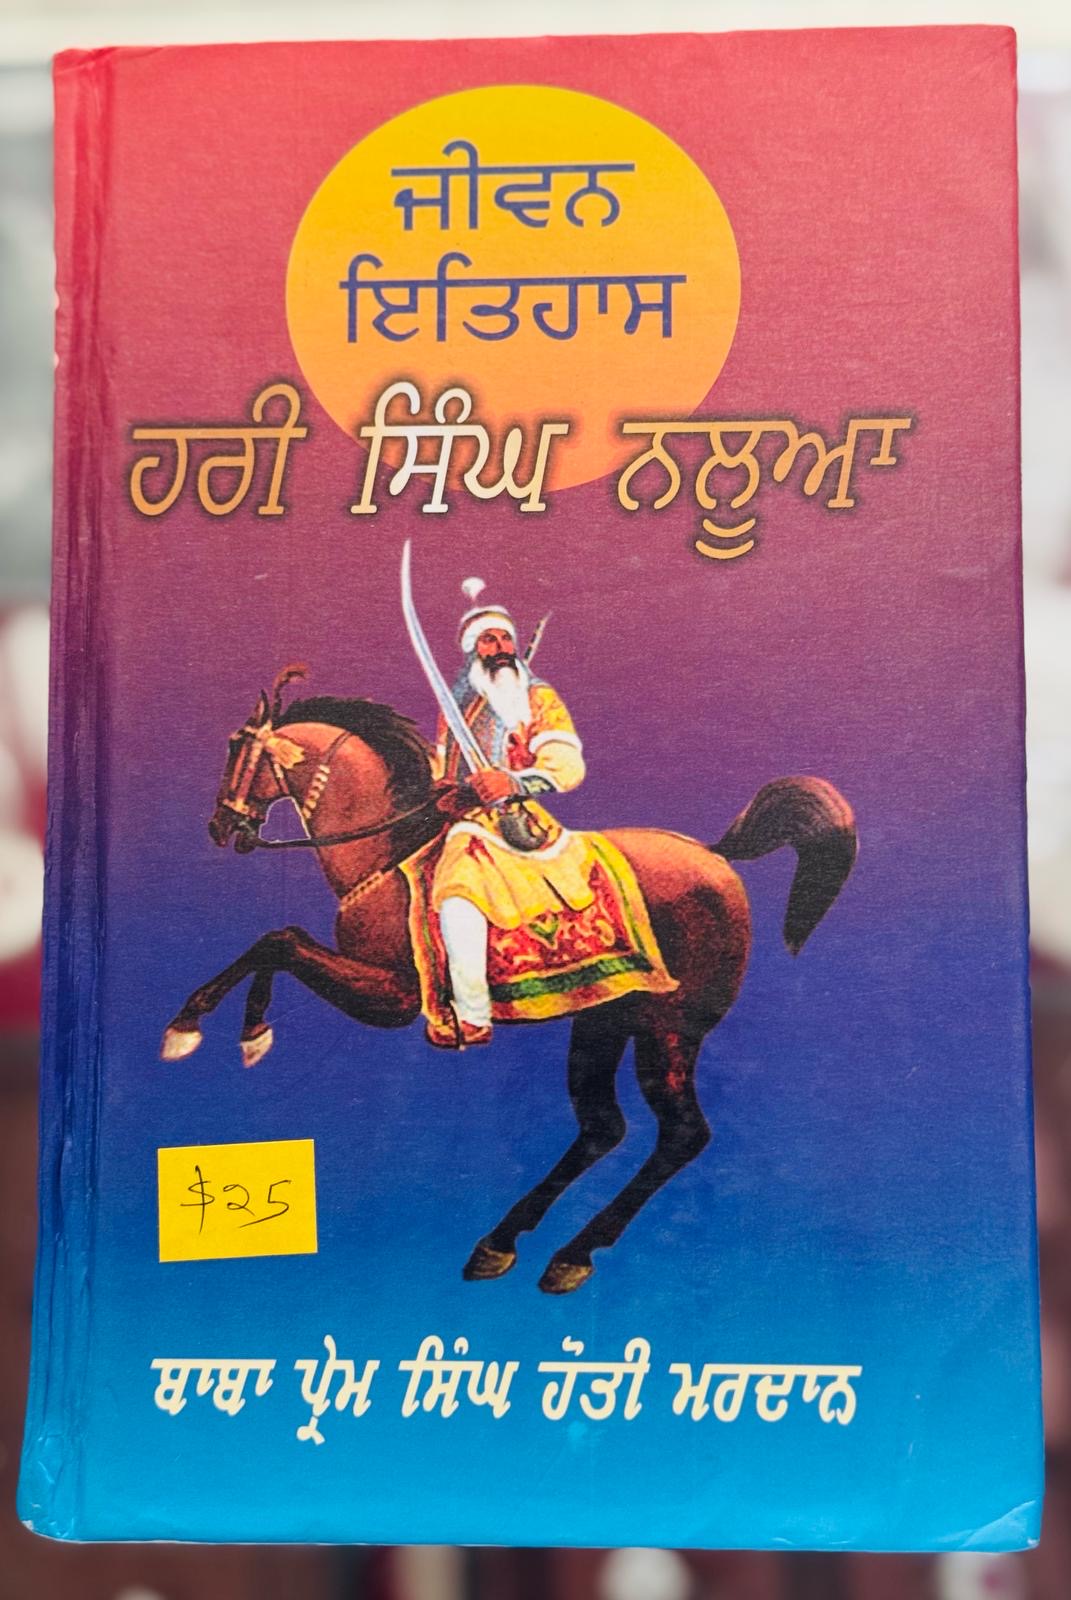 ਜੀਵਨ
ਇਤਿਹਾਸ
ਹਰੀ ਸਿੰਘ ਨਲੂਆ
$25
ਬਾਬਾ ਪ੍ਰੇਮ ਸਿੰਘ ਹੋਤੀ ਮਰਦਾਨ